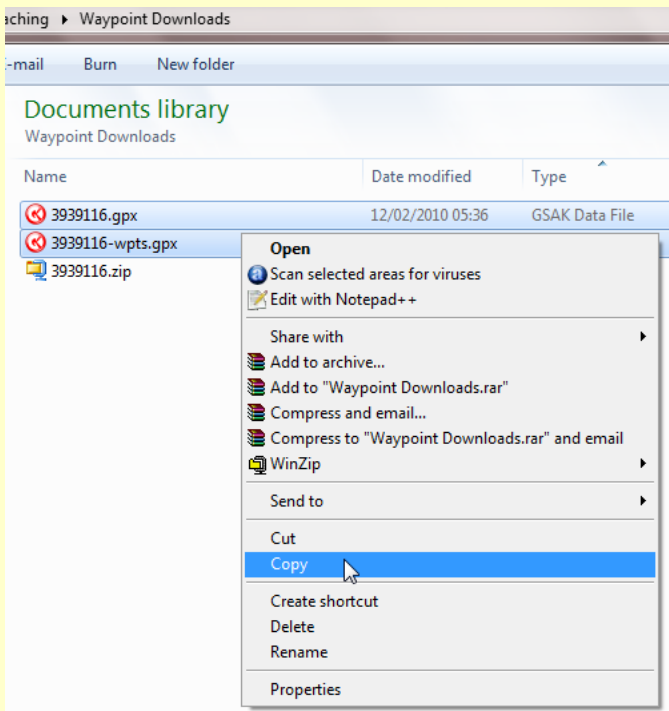 aching ▸ Waypoint Downloads
E-mail Burn New folder
Documents library
Waypoint Downloads
Name Date modified Type
3939116.gpx 12/02/2010 05:36 GSAK Data File
3939116-wpts.gpx
3939116.zip
Open
Scan selected areas for viruses
Edit with Notepad++
Share with
Add to archive...
Add to "Waypoint Downloads.rar"
Compress and email...
Compress to "Waypoint Downloads.rar" and email
WinZip
Send to
Cut
Copy
Create shortcut
Delete
Rename
Properties